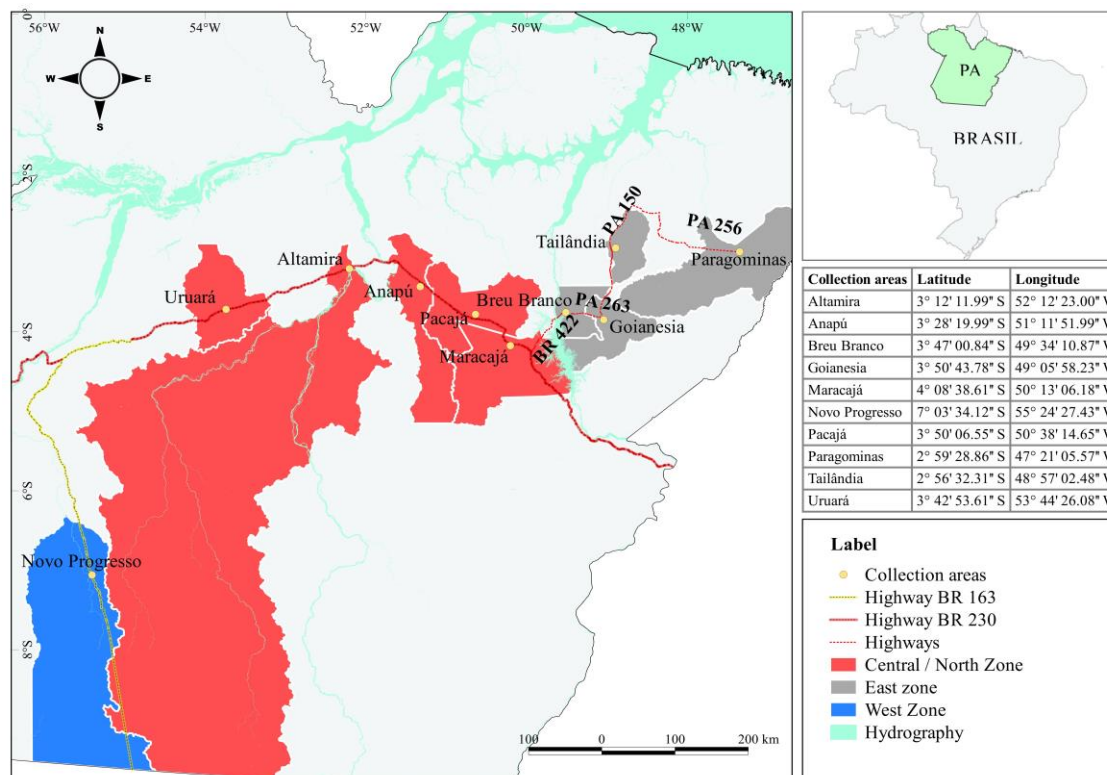 56°W 54°W 52°W 50°W 48°W
0°
2°S
4°S
6°S
8°S
N
W E
S
Altamirá
Uruará
Anapú
Pacajá
Maracajá
Breu Branco
BR 422
PA 263
Goianesia
Tailândia
PA 150
PA 256
Paragominas
Novo Progresso
100 0 100 200 km
PA
BRASIL
Collection areas Latitude Longitude
Altamira 3° 12' 11.99" S 52° 12' 23.00" W
Anapú 3° 28' 19.99" S 51° 11' 51.99" W
Breu Branco 3° 47' 00.84" S 49° 34' 10.87" W
Goianesia 3° 50' 43.78" S 49° 05' 58.23" W
Maracajá 4° 08' 38.61" S 50° 13' 06.18" W
Novo Progresso 7° 03' 34.12" S 55° 24' 27.43" W
Pacajá 3° 50' 06.55" S 50° 38' 14.65" W
Paragominas 2° 59' 28.86" S 47° 21' 05.57" W
Tailândia 2° 56' 32.31" S 48° 57' 02.48" W
Uruará 3° 42' 53.61" S 53° 44' 26.08" W
Label
Collection areas
Highway BR 163
Highway BR 230
Highways
Central / North Zone
East zone
West Zone
Hydrography